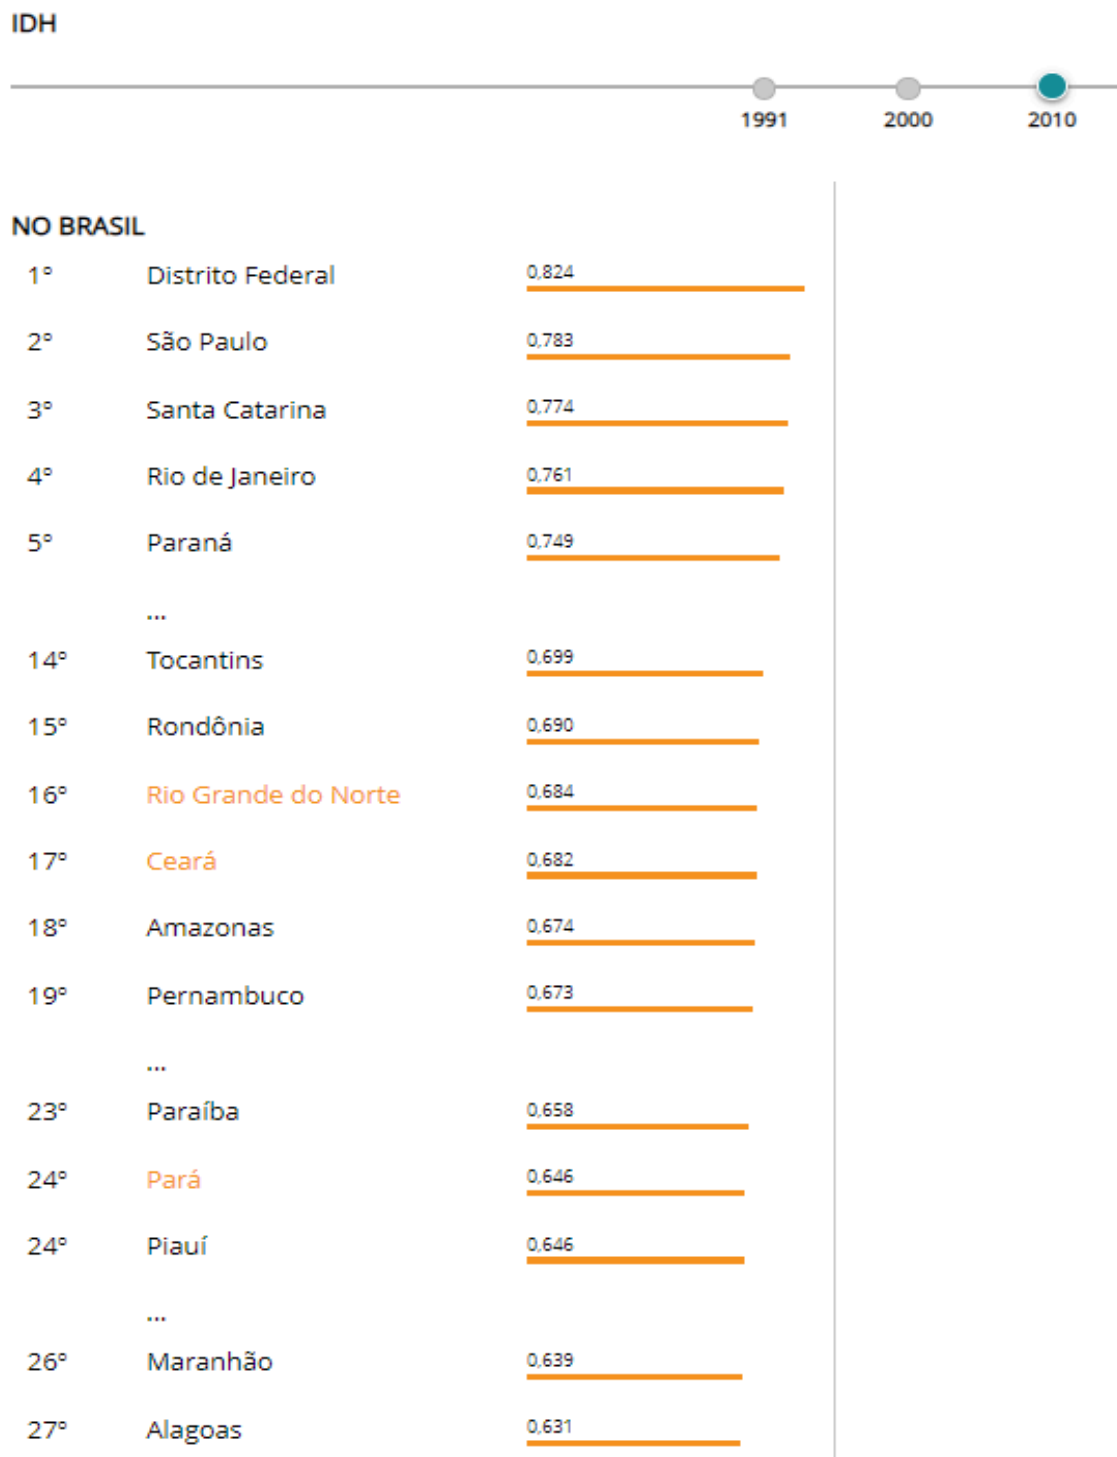 IDH
1991 2000 2010
NO BRASIL
1º Distrito Federal 0,824
2º São Paulo 0,783
3º Santa Catarina 0,774
4º Rio de Janeiro 0,761
5º Paraná 0,749
...
14º Tocantins 0,699
15º Rondônia 0,690
16º Rio Grande do Norte 0,684
17º Ceará 0,682
18º Amazonas 0,674
19º Pernambuco 0,673
...
23º Paraíba 0,658
24º Pará 0,646
24º Piauí 0,646
...
26º Maranhão 0,639
27º Alagoas 0,631